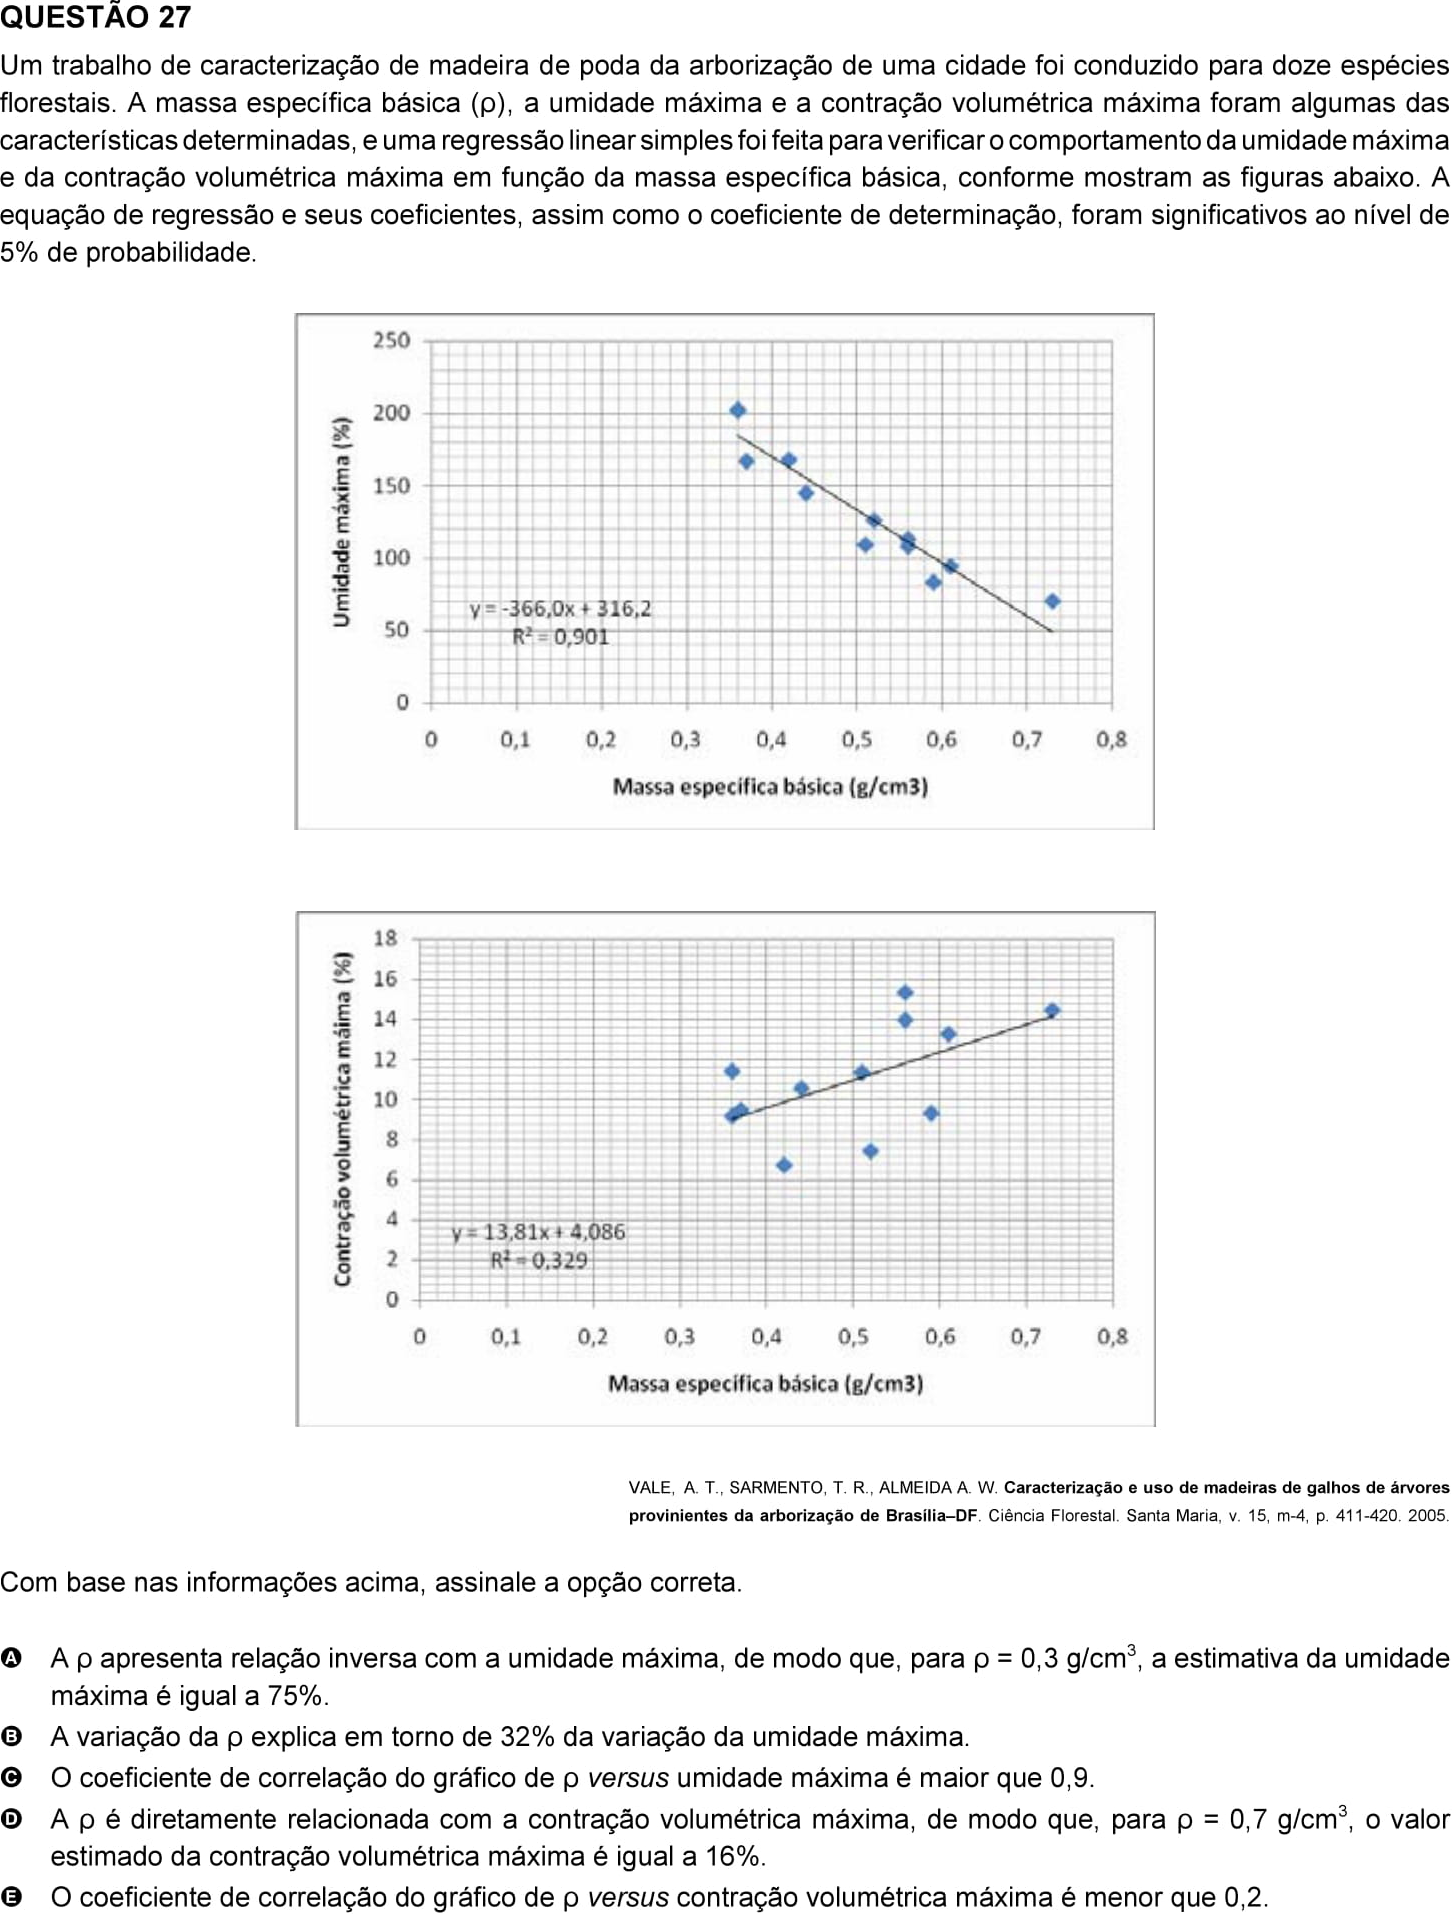 QUESTÃO 27
Um trabalho de caracterização de madeira de poda da arborização de uma cidade foi conduzido para doze espécies
florestais. A massa específica básica (ρ), a umidade máxima e a contração volumétrica máxima foram algumas das
características determinadas, e uma regressão linear simples foi feita para verificar o comportamento da umidade máxima
e da contração volumétrica máxima em função da massa específica básica, conforme mostram as figuras abaixo. A
equação de regressão e seus coeficientes, assim como o coeficiente de determinação, foram significativos ao nível de
5% de probabilidade.
250
200
150
100
50
0
Umidade máxima (%)
y = -366,0x + 316,2
R² = 0,901
0 0,1 0,2 0,3 0,4 0,5 0,6 0,7 0,8
Massa específica básica (g/cm3)
18
16
14
12
10
8
6
4
2
0
Contração volumétrica máima (%)
y = 13,81x + 4,086
R² = 0,329
0 0,1 0,2 0,3 0,4 0,5 0,6 0,7 0,8
Massa específica básica (g/cm3)
VALE, A. T., SARMENTO, T. R., ALMEIDA A. W. Caracterização e uso de madeiras de galhos de árvores
provinientes da arborização de Brasília–DF. Ciência Florestal. Santa Maria, v. 15, m-4, p. 411-420. 2005.
Com base nas informações acima, assinale a opção correta.
A A ρ apresenta relação inversa com a umidade máxima, de modo que, para ρ = 0,3 g/cm³, a estimativa da umidade
máxima é igual a 75%.
B A variação da ρ explica em torno de 32% da variação da umidade máxima.
C O coeficiente de correlação do gráfico de ρ versus umidade máxima é maior que 0,9.
D A ρ é diretamente relacionada com a contração volumétrica máxima, de modo que, para ρ = 0,7 g/cm³, o valor
estimado da contração volumétrica máxima é igual a 16%.
E O coeficiente de correlação do gráfico de ρ versus contração volumétrica máxima é menor que 0,2.